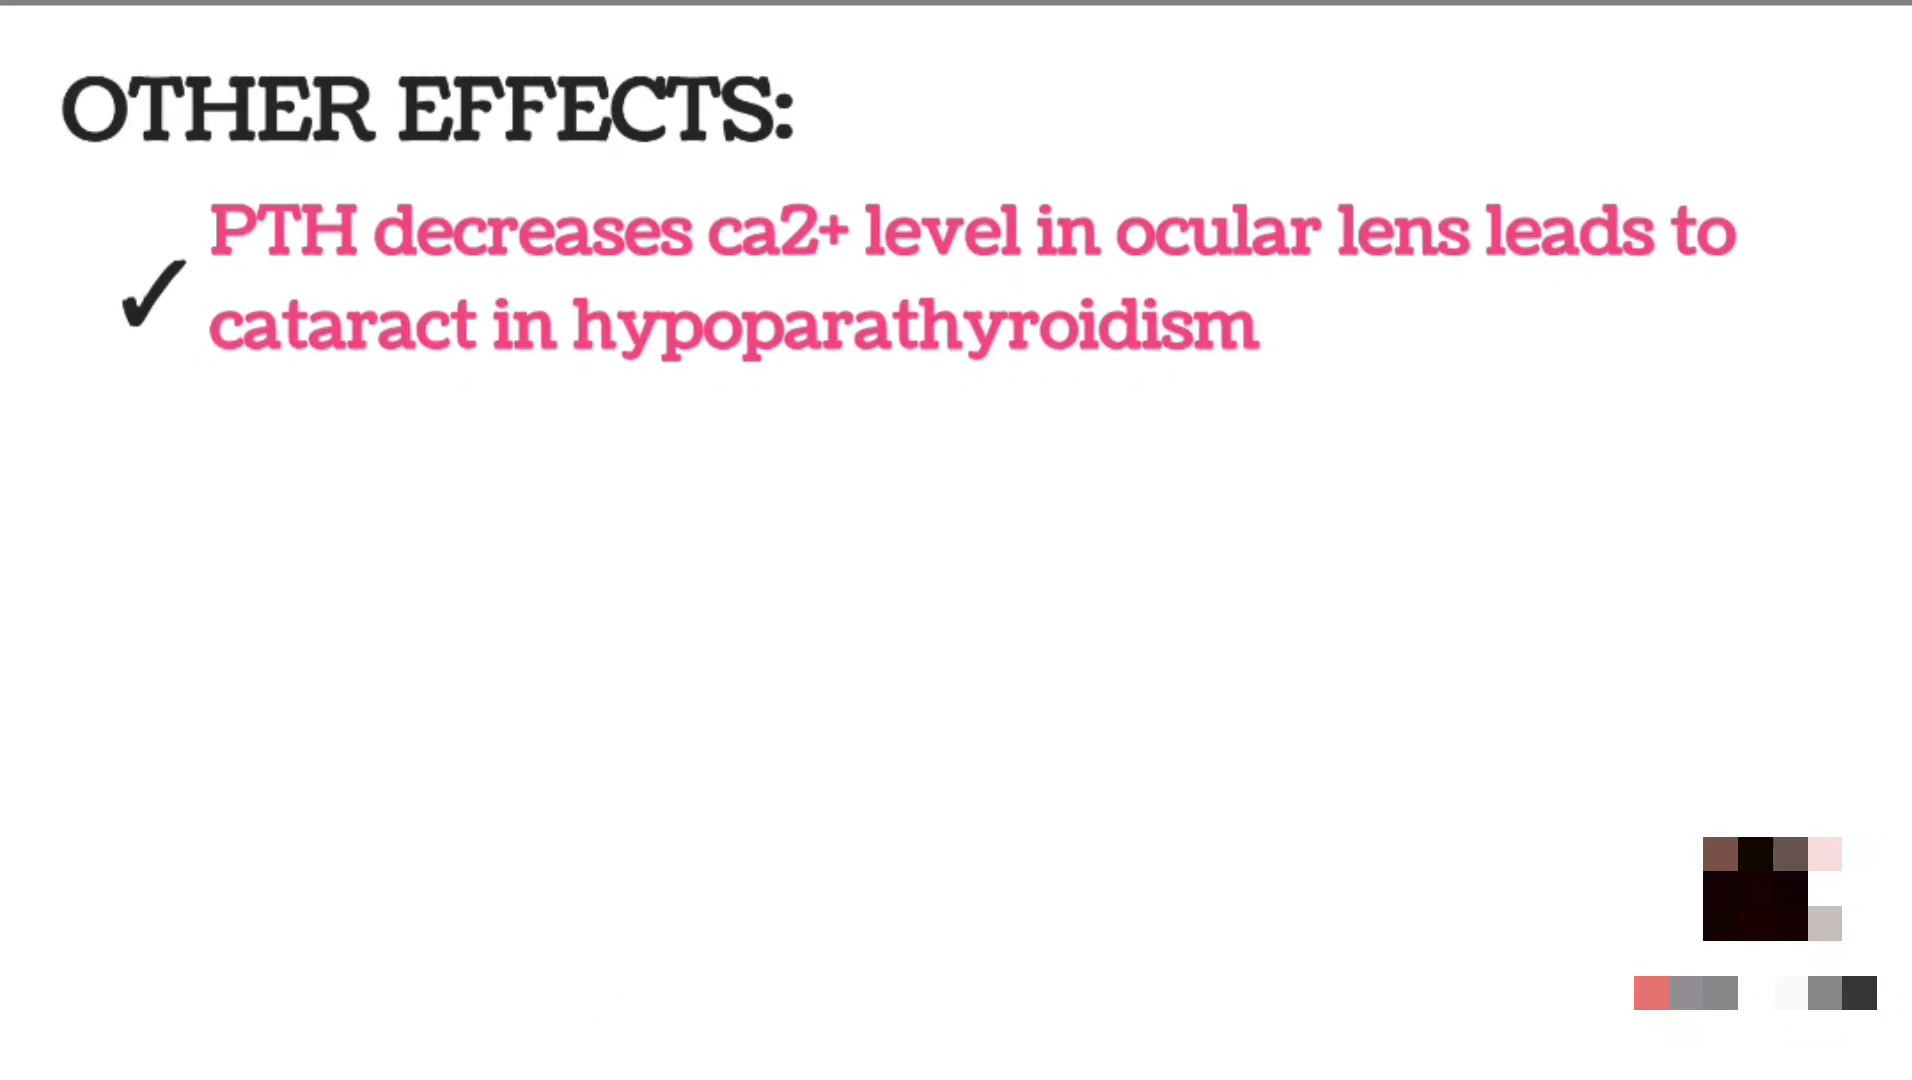 OTHER EFFECTS:
PTH decreases ca2+ level in ocular lens leads to
✓ cataract in hypoparathyroidism